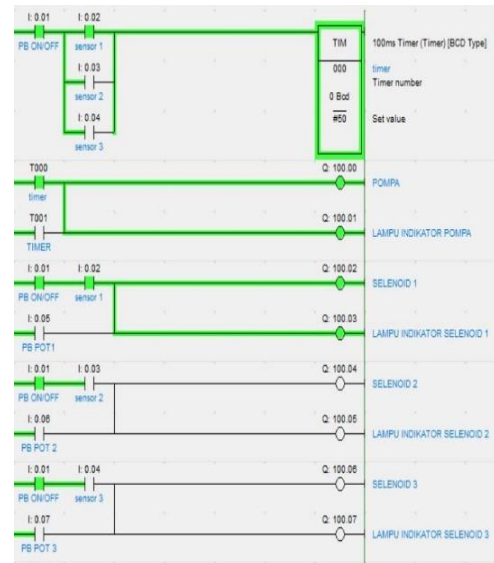 I: 0.01 I: 0.02
PB ON/OFF sensor 1
TIM 100ms Timer (Timer) [BCD Type]
I: 0.03
sensor 2
000 timer
Timer number
0 Bcd
I: 0.04
sensor 3
#50 Set value
T000 Q: 100.00
timer POMPA
T001 Q: 100.01
TIMER LAMPU INDIKATOR POMPA
I: 0.01 I: 0.02 Q: 100.02
PB ON/OFF sensor 1 SELENOID 1
I: 0.05 Q: 100.03
PB POT1 LAMPU INDIKATOR SELENOID 1
I: 0.01 I: 0.03 Q: 100.04
PB ON/OFF sensor 2 SELENOID 2
I: 0.06 Q: 100.05
PB POT 2 LAMPU INDIKATOR SELENOID 2
I: 0.01 I: 0.04 Q: 100.06
PB ON/OFF sensor 3 SELENOID 3
I: 0.07 Q: 100.07
PB POT 3 LAMPU INDIKATOR SELENOID 3